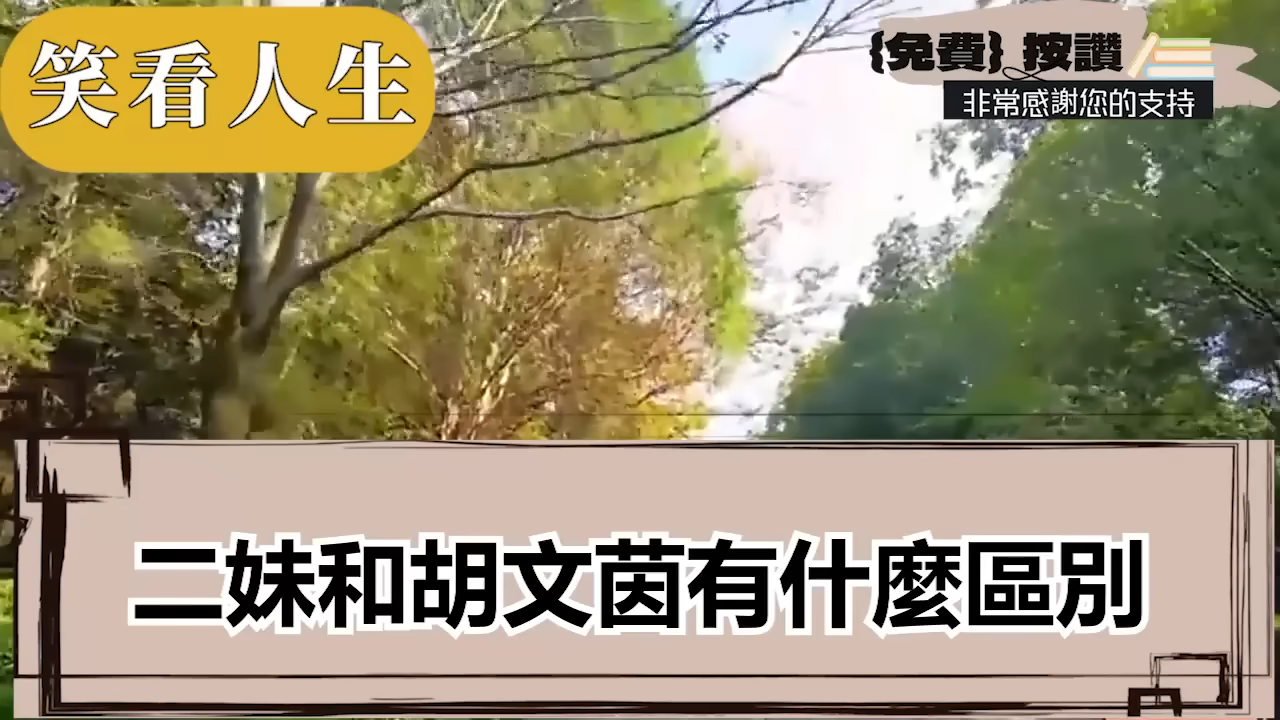 笑看人生
{免費} 按讚
非常感謝您的支持
二妹和胡文茵有什麼區別